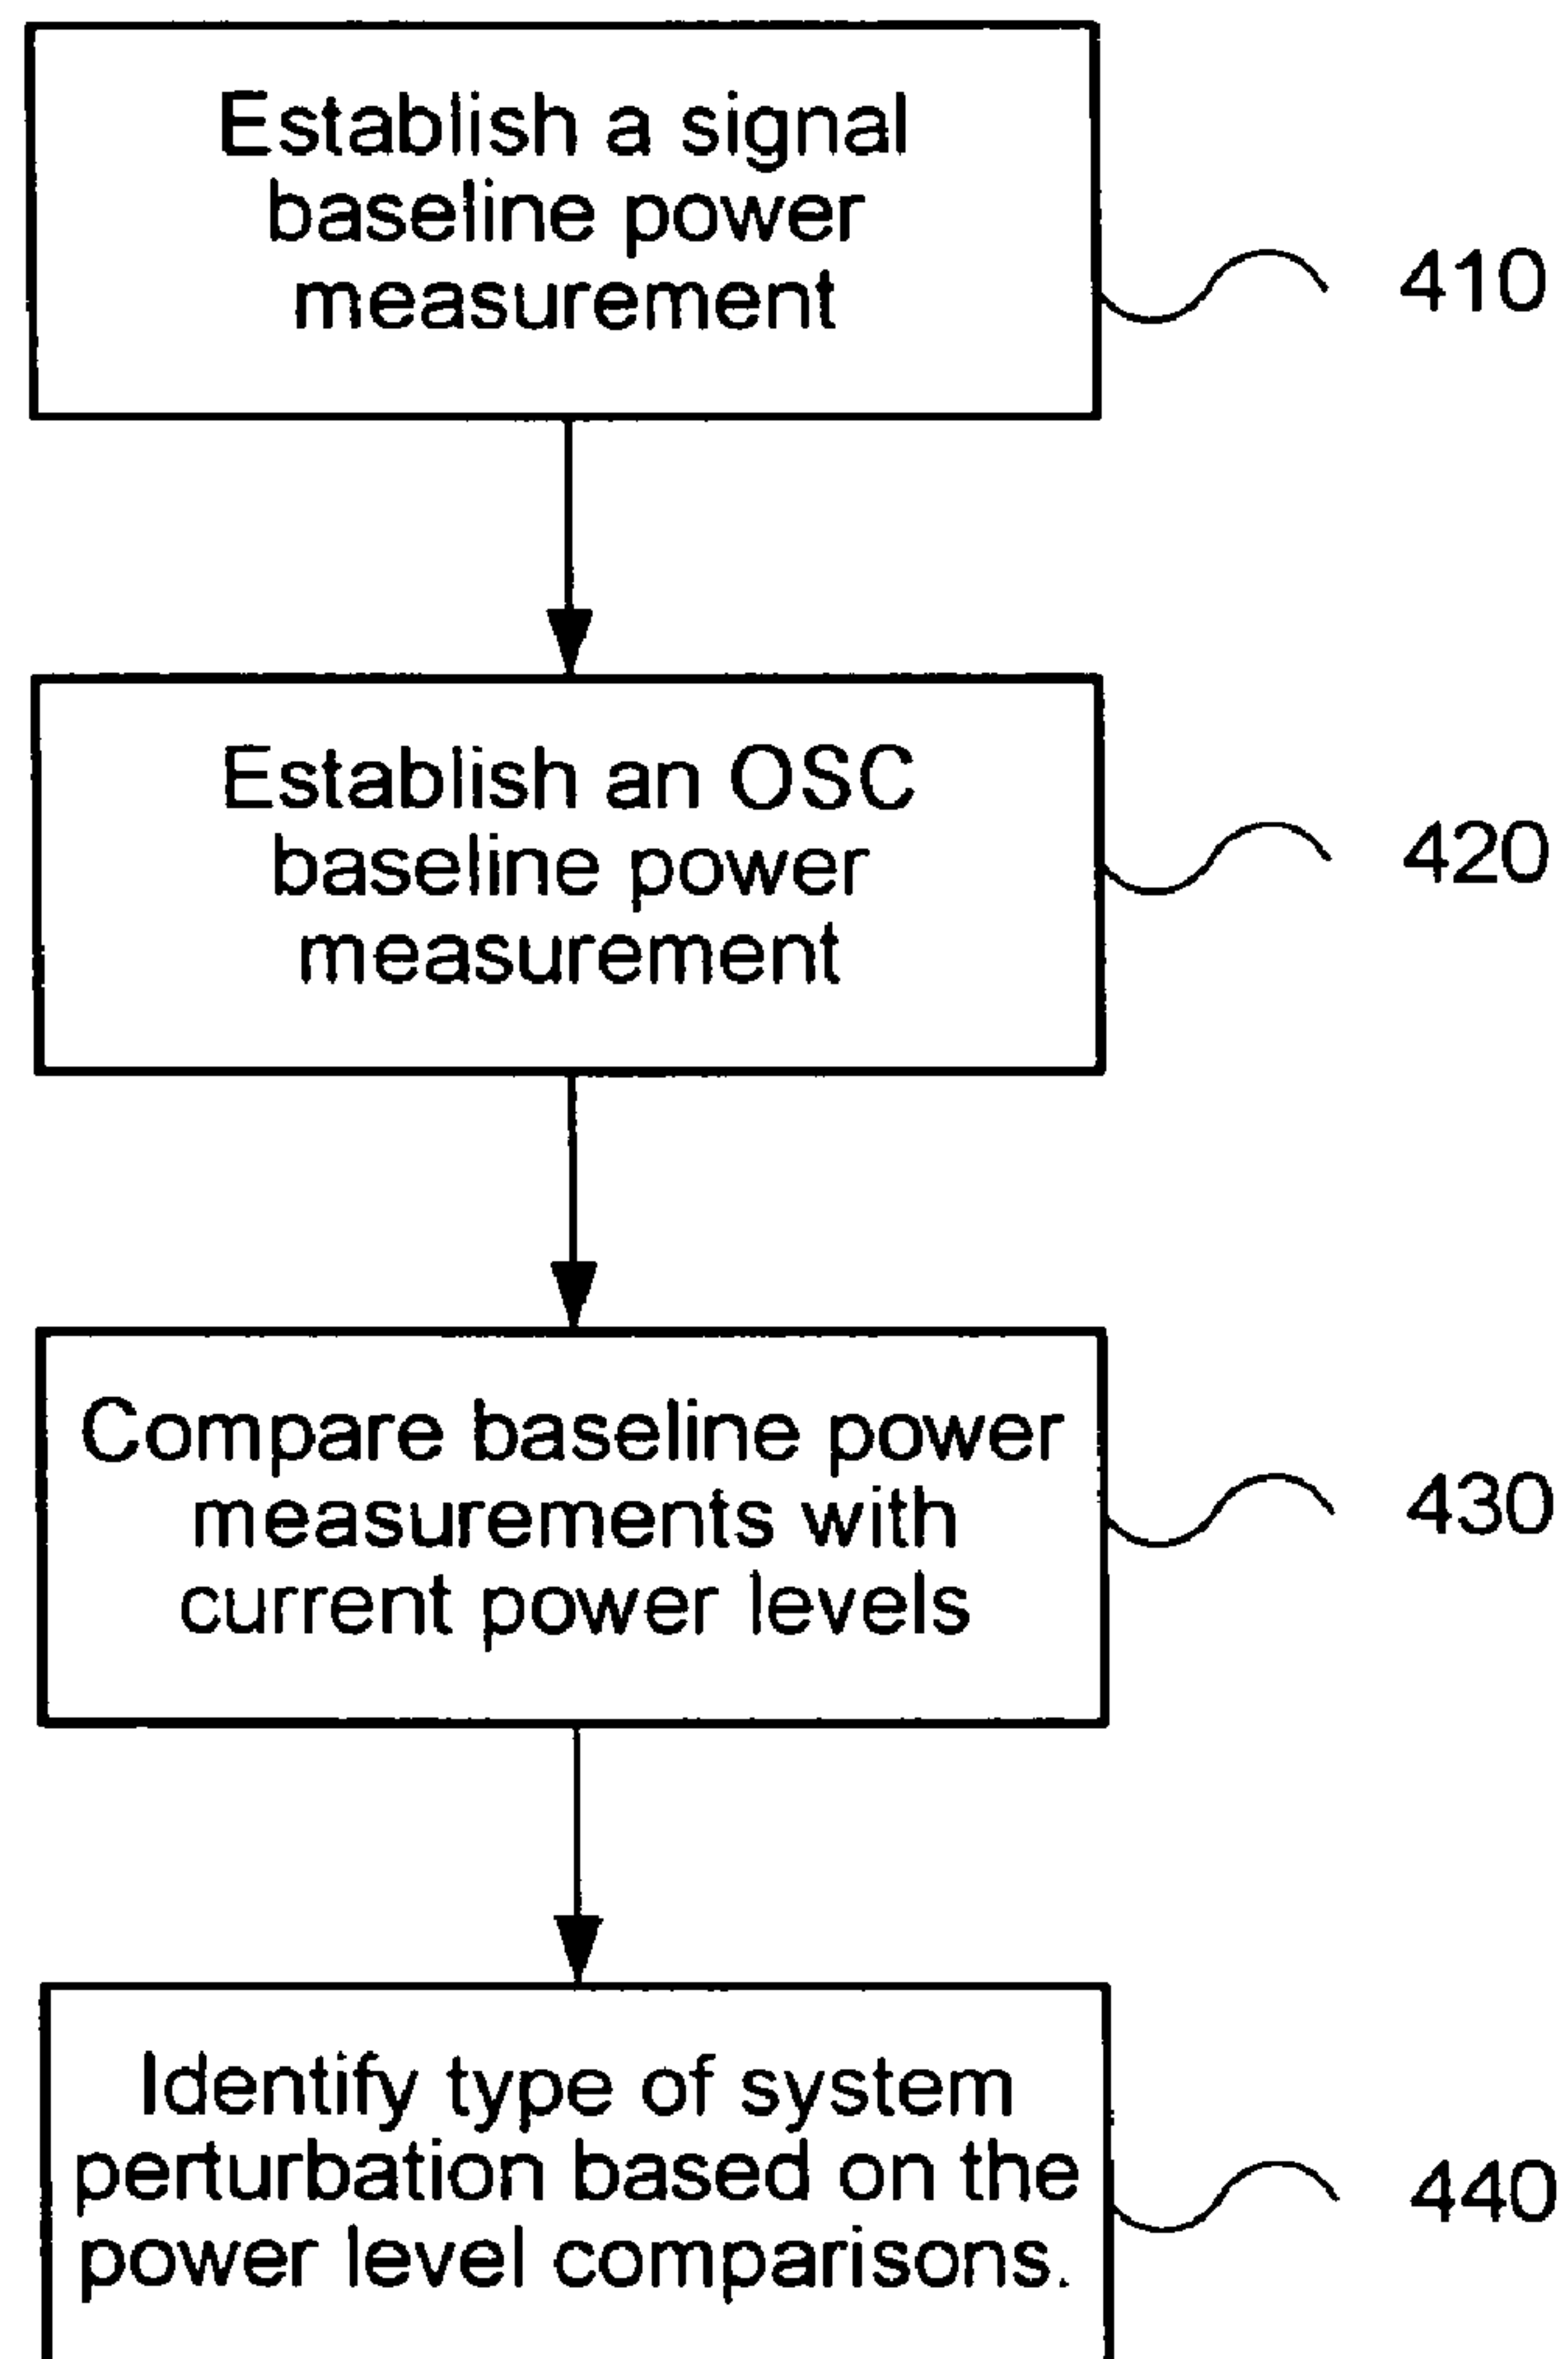 Establish a signal
baseline power
measurement
410
Establish an OSC
baseline power
measurement
420
Compare baseline power
measurements with
current power levels
430
Identify type of system
perturbation based on the
power level comparisons.
440